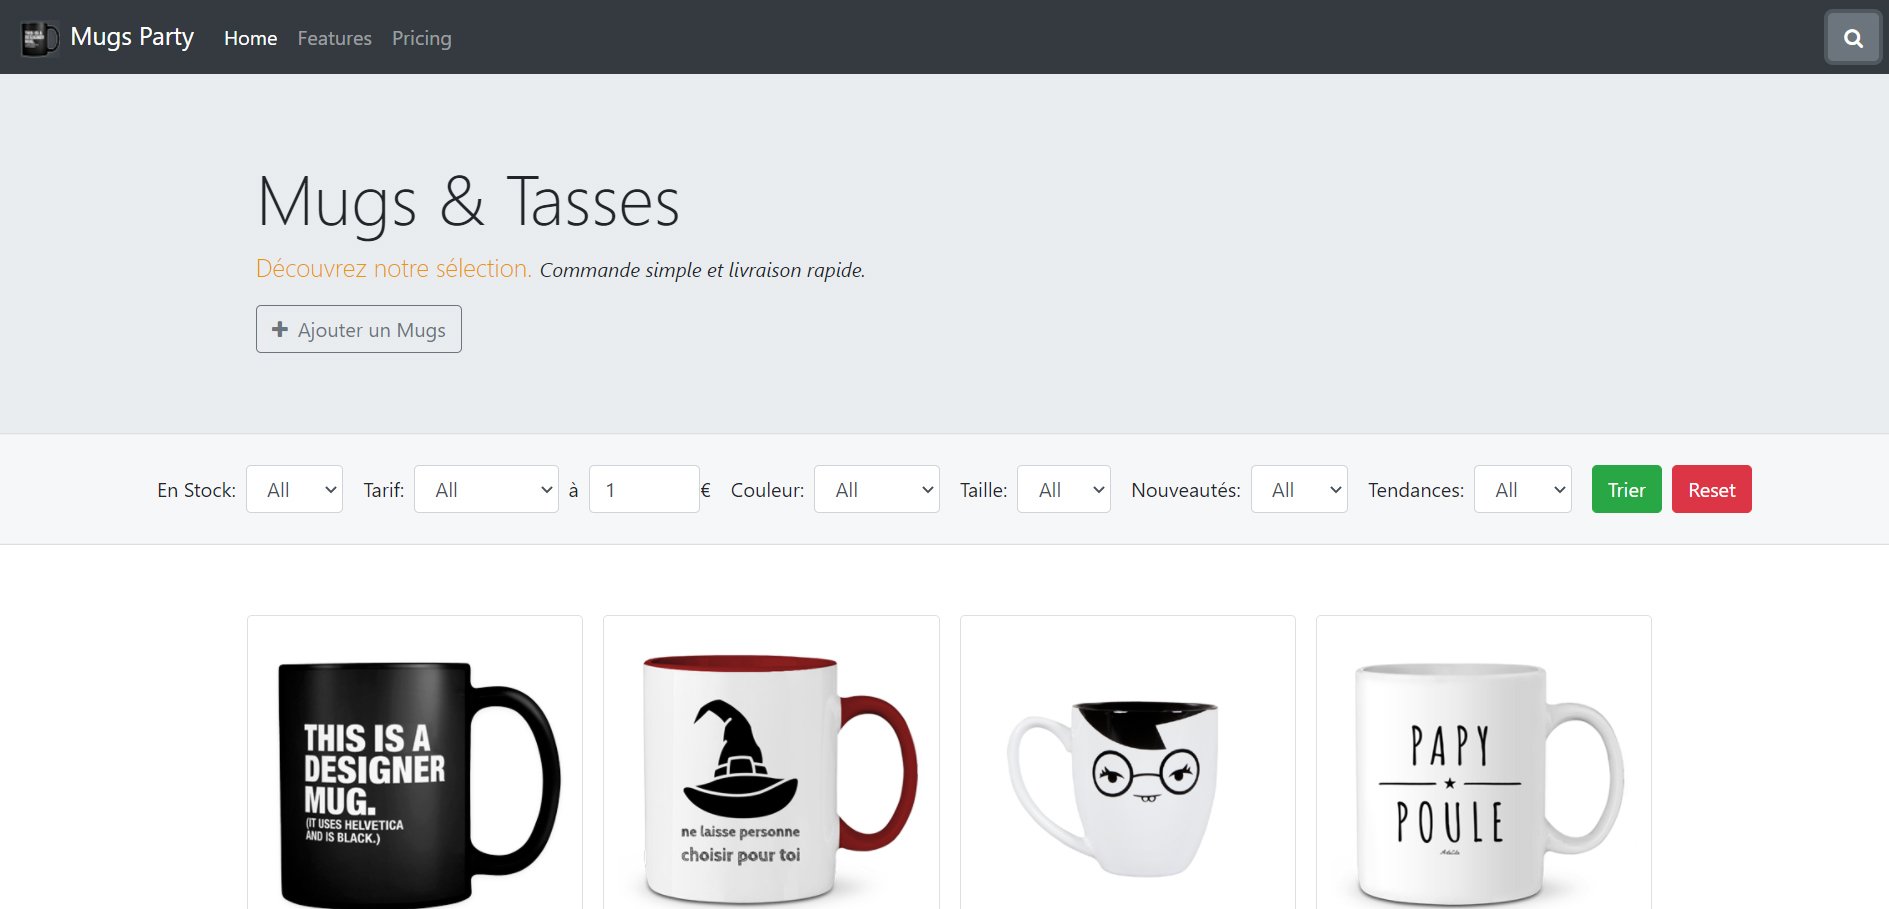 Mugs Party Home Features Pricing
Mugs & Tasses
Découvrez notre sélection. Commande simple et livraison rapide.
Ajouter un Mugs
En Stock: All Tarif: All à 1 € Couleur: All Taille: All Nouveautés: All Tendances: All Trier Reset
THIS IS A
DESIGNER
MUG.
(IT USES HELVETICA
AND IS BLACK.)
ne laisse personne
choisir pour toi
PAPY
POULE